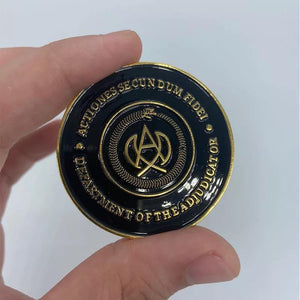 ACTIONES SECUNDUM FIDEI
DEPARTMENT OF THE ADJUDICATOR